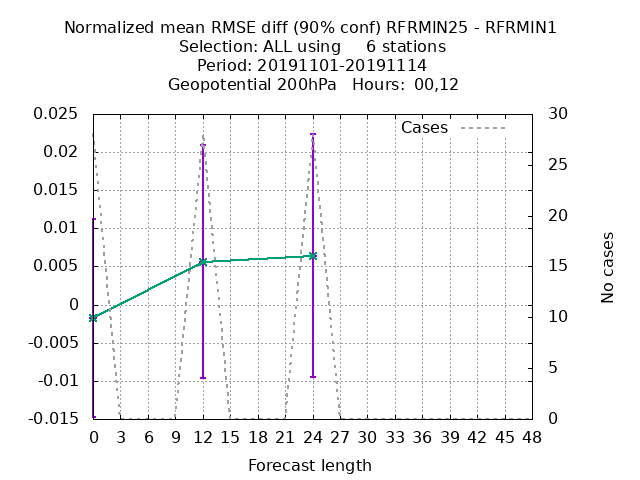 Normalized mean RMSE diff (90% conf) RFRMIN25 - RFRMIN1
Selection: ALL using     6 stations
Period: 20191101-20191114
Geopotential 200hPa   Hours:  00,12
Cases
0.025
0.02
0.015
0.01
0.005
0
-0.005
-0.01
-0.015
30
25
20
15
10
5
0
No cases
0 3 6 9 12 15 18 21 24 27 30 33 36 39 42 45 48
Forecast length